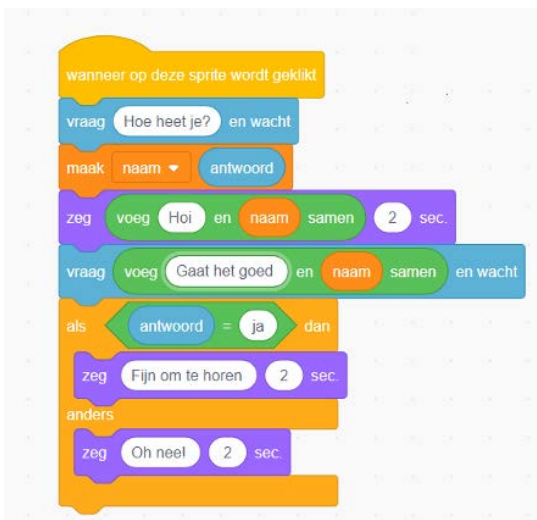 wanneer op deze sprite wordt geklikt
vraag Hoe heet je? en wacht
maak naam antwoord
zeg voeg Hoi en naam samen 2 sec.
vraag voeg Gaat het goed en naam samen en wacht
als antwoord = ja dan
zeg Fijn om te horen 2 sec.
anders
zeg Oh nee! 2 sec.